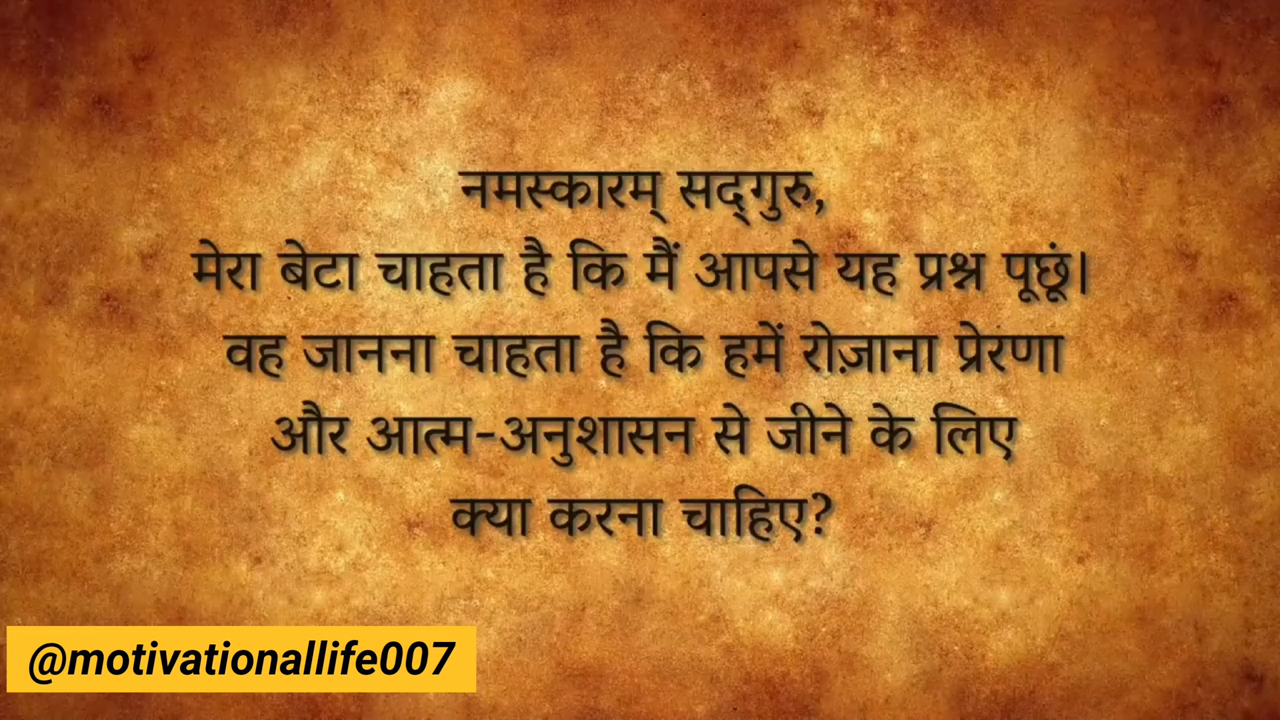 नमस्कारम् सद्गुरु,
मेरा बेटा चाहता है कि मैं आपसे यह प्रश्न पूछूं।
वह जानना चाहता है कि हमें रोज़ाना प्रेरणा
और आत्म-अनुशासन से जीने के लिए
क्या करना चाहिए?
@motivationallife007